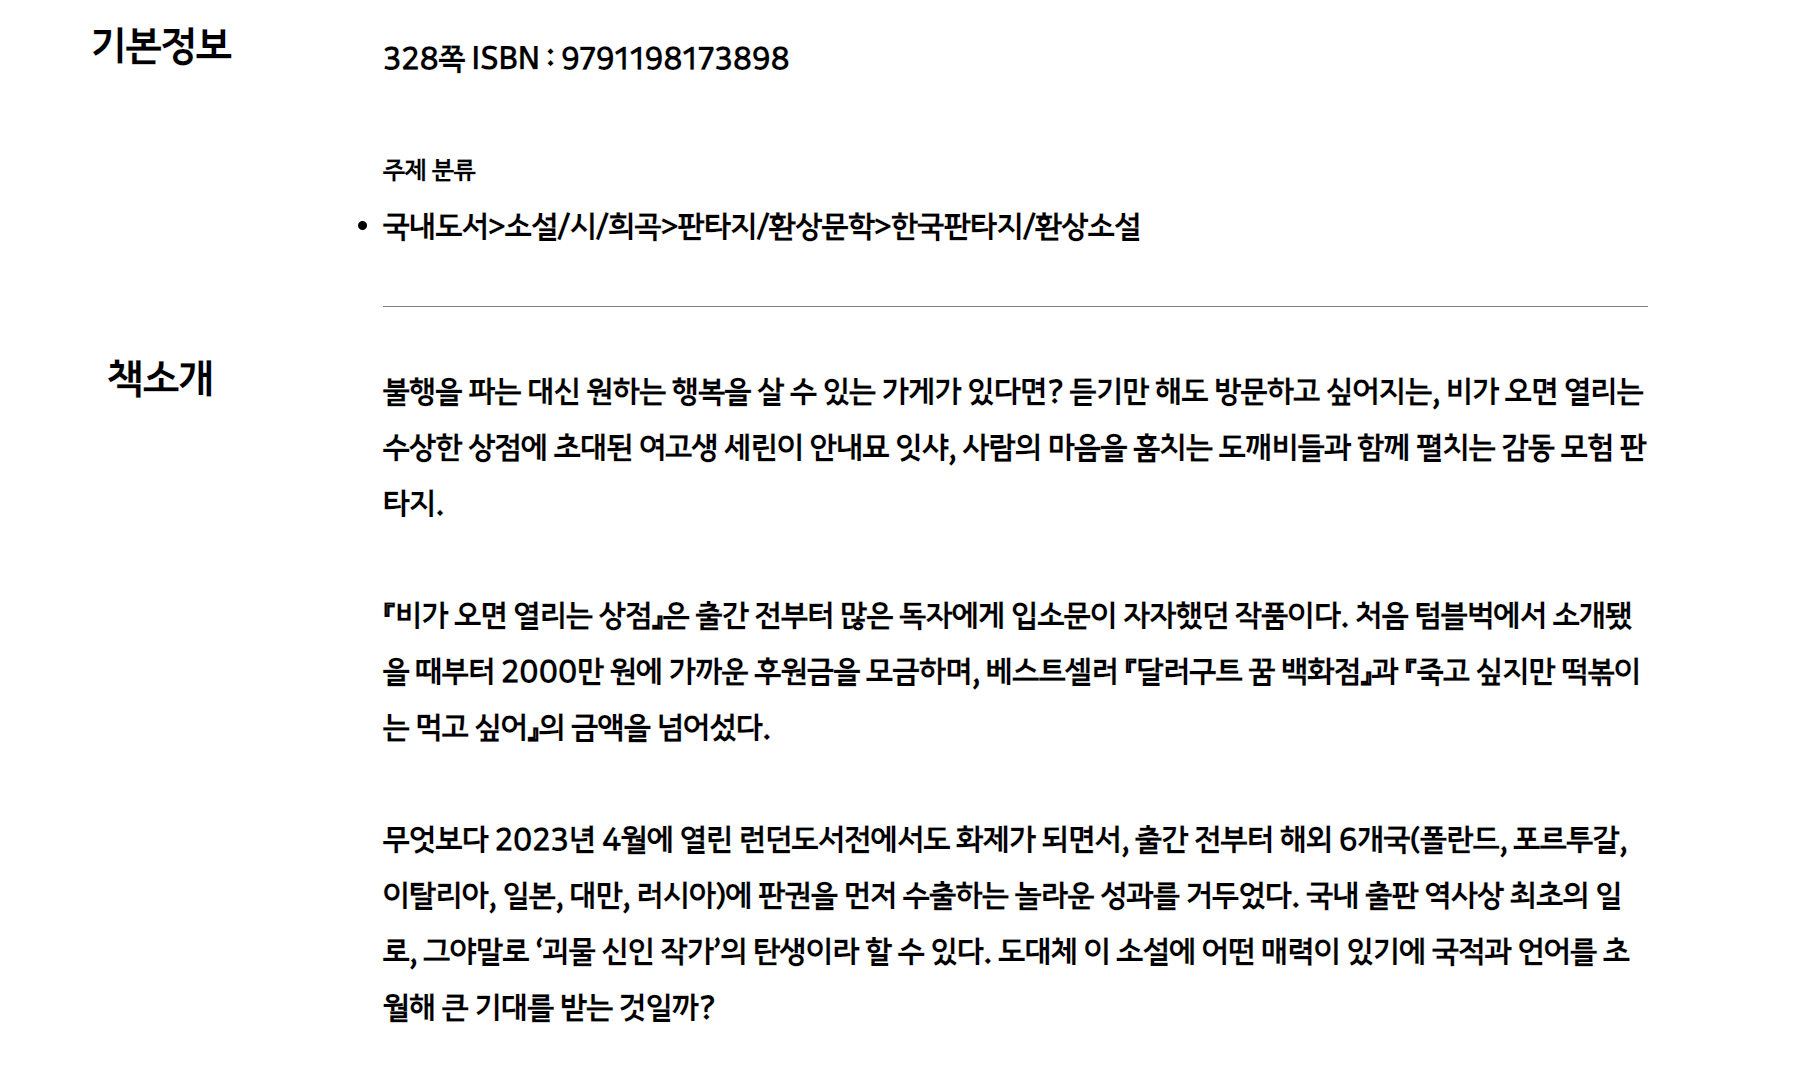 기본정보
328쪽 ISBN : 9791198173898
주제 분류
• 국내도서>소설/시/희곡>판타지/환상문학>한국판타지/환상소설
책소개
불행을 파는 대신 원하는 행복을 살 수 있는 가게가 있다면? 듣기만 해도 방문하고 싶어지는, 비가 오면 열리는
수상한 상점에 초대된 여고생 세린이 안내묘 잇샤, 사람의 마음을 훔치는 도깨비들과 함께 펼치는 감동 모험 판
타지.
『비가 오면 열리는 상점』은 출간 전부터 많은 독자에게 입소문이 자자했던 작품이다. 처음 텀블벅에서 소개됐
을 때부터 2000만 원에 가까운 후원금을 모금하며, 베스트셀러 『달러구트 꿈 백화점』과 『죽고 싶지만 떡볶이
는 먹고 싶어』의 금액을 넘어섰다.
무엇보다 2023년 4월에 열린 런던도서전에서도 화제가 되면서, 출간 전부터 해외 6개국(폴란드, 포르투갈,
이탈리아, 일본, 대만, 러시아)에 판권을 먼저 수출하는 놀라운 성과를 거두었다. 국내 출판 역사상 최초의 일
로, 그야말로 ‘괴물 신인 작가’의 탄생이라 할 수 있다. 도대체 이 소설에 어떤 매력이 있기에 국적과 언어를 초
월해 큰 기대를 받는 것일까?